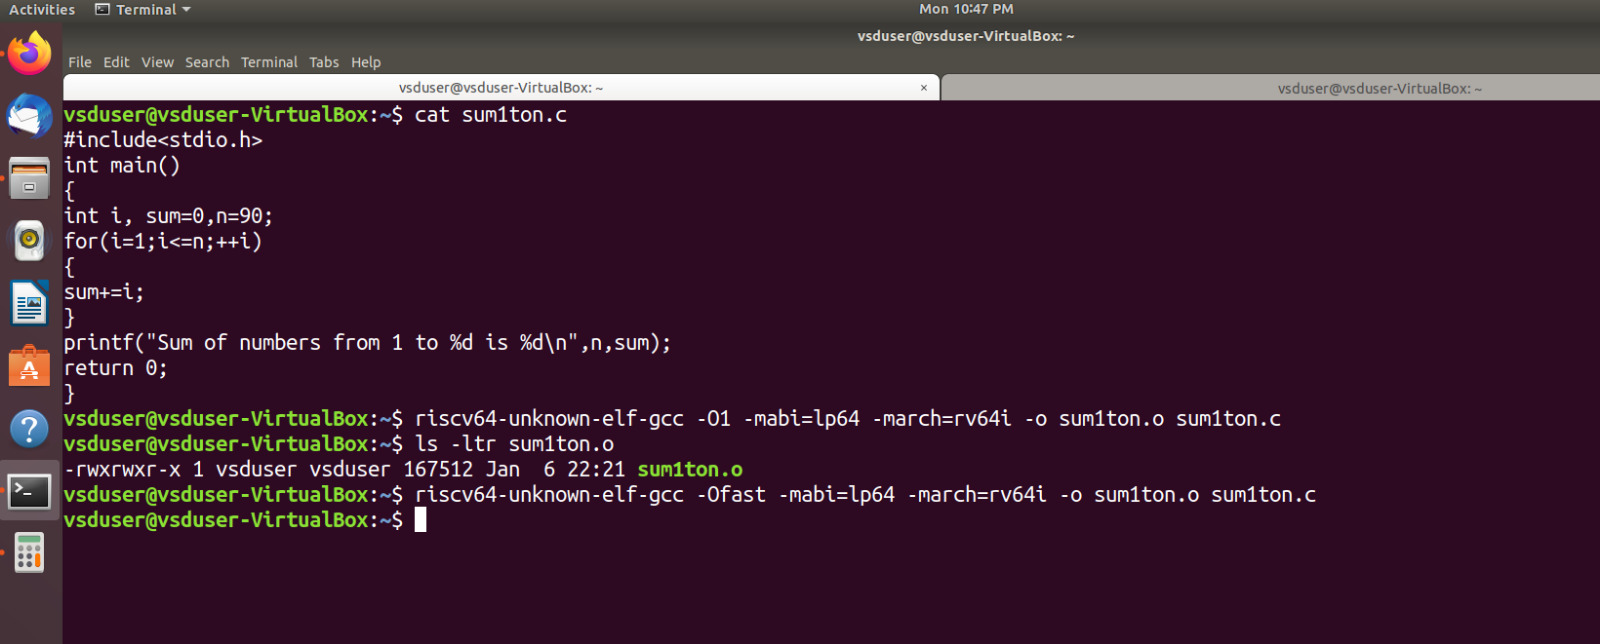 Activities Terminal Mon 10:47 PM
vsduser@vsduser-VirtualBox: ~
File Edit View Search Terminal Tabs Help
vsduser@vsduser-VirtualBox: ~ × vsduser@vsduser-VirtualBox: ~
vsduser@vsduser-VirtualBox:~$ cat sum1ton.c
#include<stdio.h>
int main()
{
int i, sum=0,n=90;
for(i=1;i<=n;++i)
{
sum+=i;
}
printf("Sum of numbers from 1 to %d is %d\n",n,sum);
return 0;
}
vsduser@vsduser-VirtualBox:~$ riscv64-unknown-elf-gcc -O1 -mabi=lp64 -march=rv64i -o sum1ton.o sum1ton.c
vsduser@vsduser-VirtualBox:~$ ls -ltr sum1ton.o
-rwxrwxr-x 1 vsduser vsduser 167512 Jan  6 22:21 sum1ton.o
vsduser@vsduser-VirtualBox:~$ riscv64-unknown-elf-gcc -Ofast -mabi=lp64 -march=rv64i -o sum1ton.o sum1ton.c
vsduser@vsduser-VirtualBox:~$